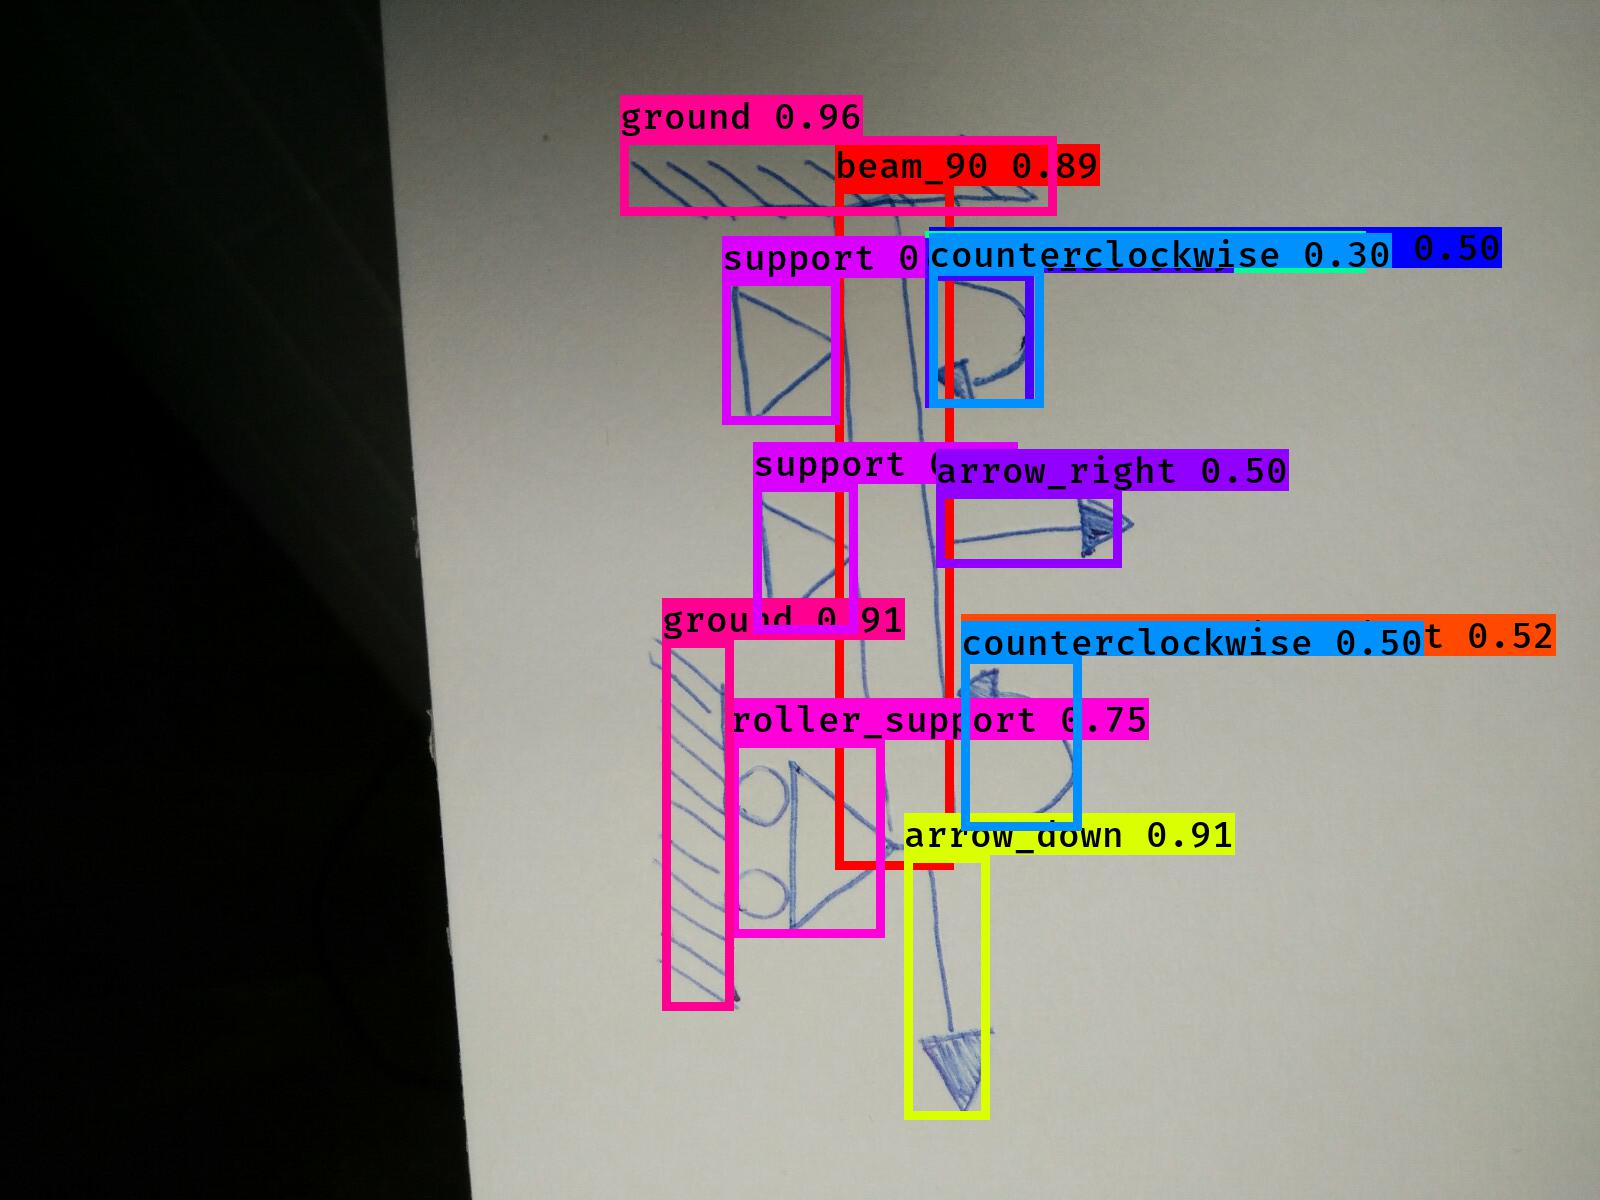 ground 0.96
beam_90 0.89
support 0
counterclockwise 0.30
0.50
support
arrow_right 0.50
ground 0.91
counterclockwise 0.50
t 0.52
roller_support 0.75
arrow_down 0.91